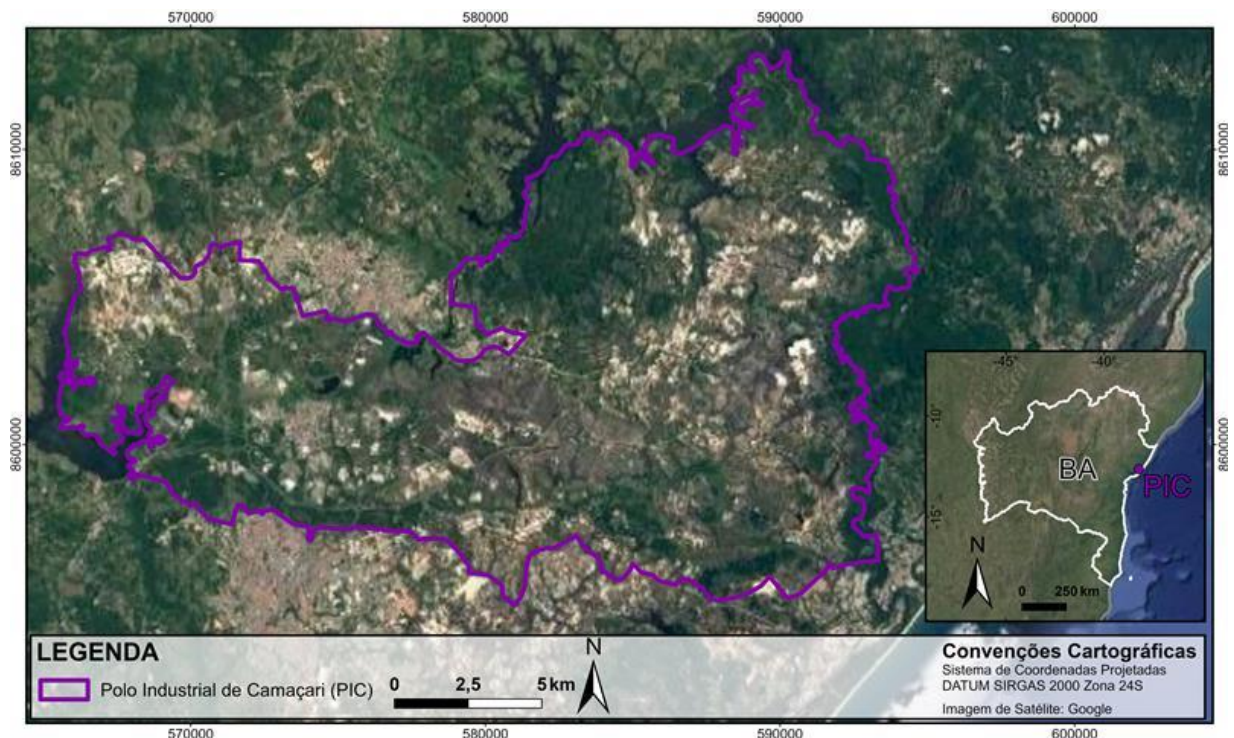 570000 580000 590000 600000
8610000 8610000
8600000 8600000
-45° -40°
-10°
-15°
BA
PIC
N
0 250 km
LEGENDA
Polo Industrial de Camaçari (PIC)
0 2,5 5 km
N
Convenções Cartográficas
Sistema de Coordenadas Projetadas
DATUM SIRGAS 2000 Zona 24S
Imagem de Satélite: Google
570000 580000 590000 600000